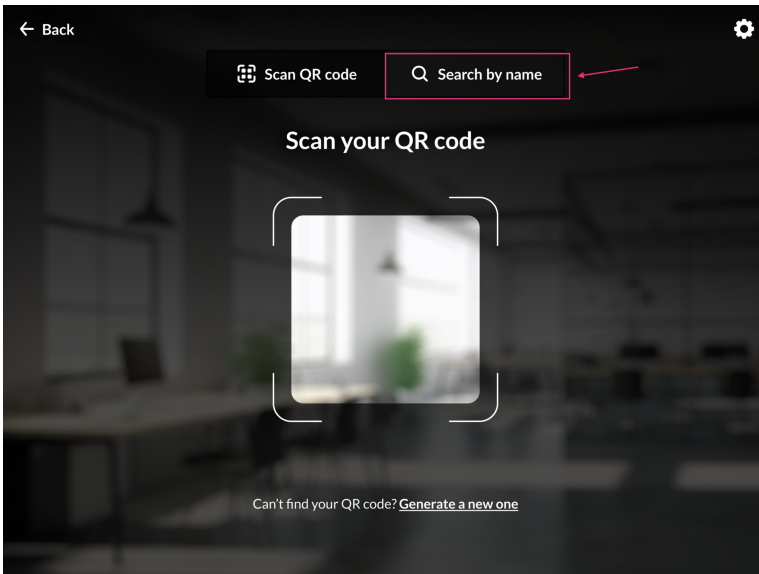 Back
Scan QR code
Search by name
Scan your QR code
Can't find your QR code? Generate a new one